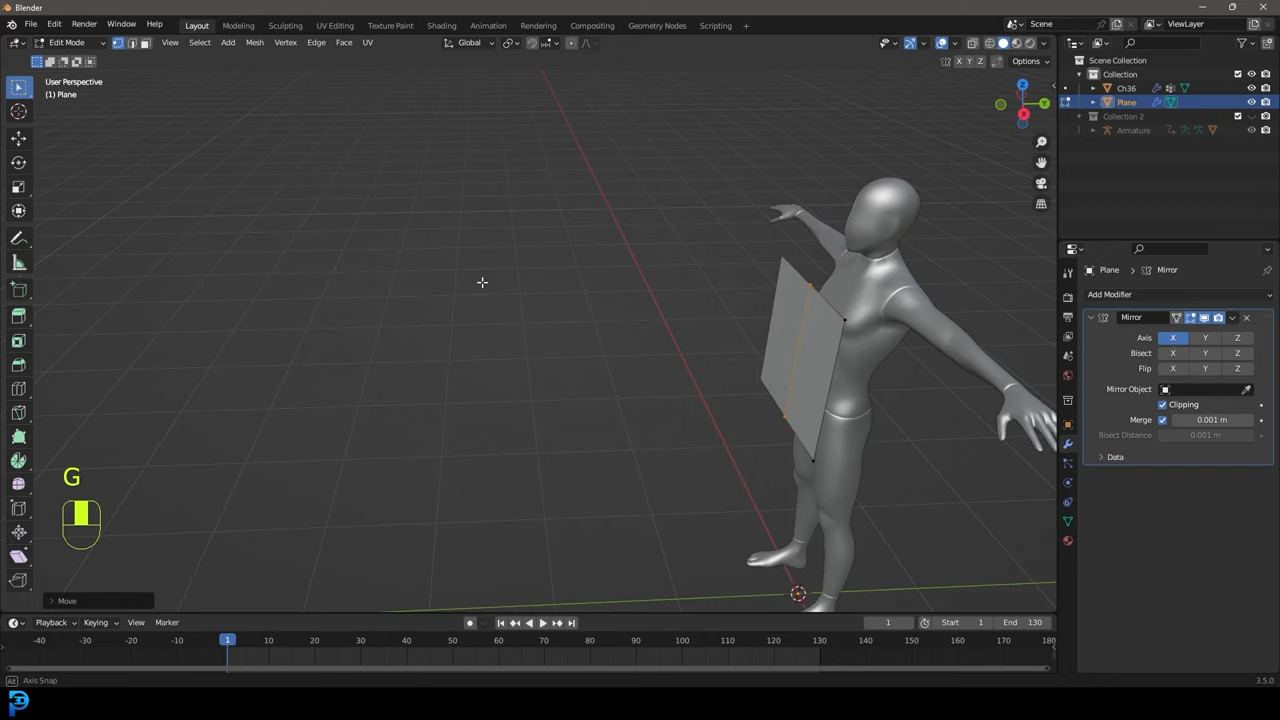 Blender
File Edit Render Window Help Layout Modeling Sculpting UV Editing Texture Paint Shading Animation Rendering Compositing Geometry Nodes Scripting Scene ViewLayer
Edit Mode View Select Add Mesh Vertex Edge Face UV Global
X Y Z Options
User Perspective
(1) Plane
Z
Y
X
Scene Collection
Collection
Ch36
Plane
Collection 2
Armature
Plane Mirror
Add Modifier
Mirror
Axis X Y Z
Bisect X Y Z
Flip X Y Z
Mirror Object
Clipping
Merge 0.001 m
Bisect Distance 0.001 m
Data
G
Move
Playback Keying View Marker 1 Start 1 End 130
-40 -30 -20 -10 1 10 20 30 40 50 60 70 80 90 100 110 120 130 140 150 160 170 180
Alt Axis Snap 3.5.0